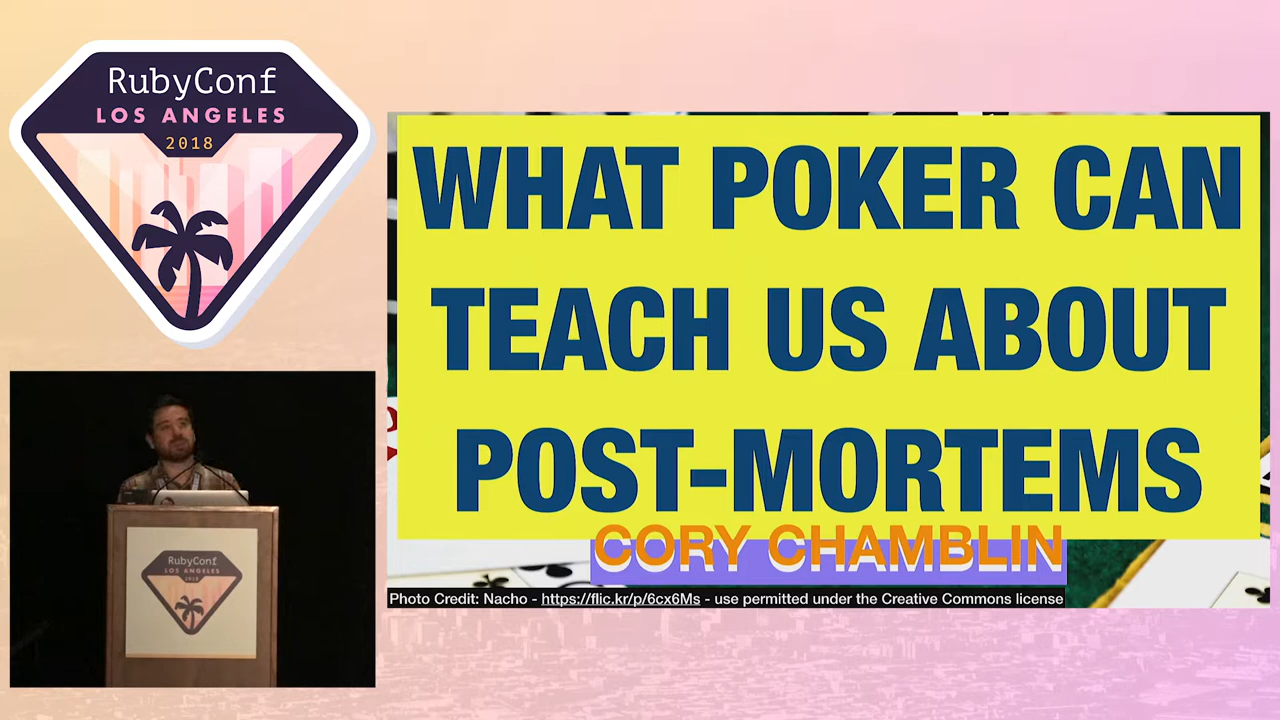 RubyConf
LOS ANGELES
2018
WHAT POKER CAN
TEACH US ABOUT
POST-MORTEMS
CORY CHAMBLIN
Photo Credit: Nacho - https://flic.kr/p/6cx6Ms - use permitted under the Creative Commons license
RubyConf
LOS ANGELES
2018